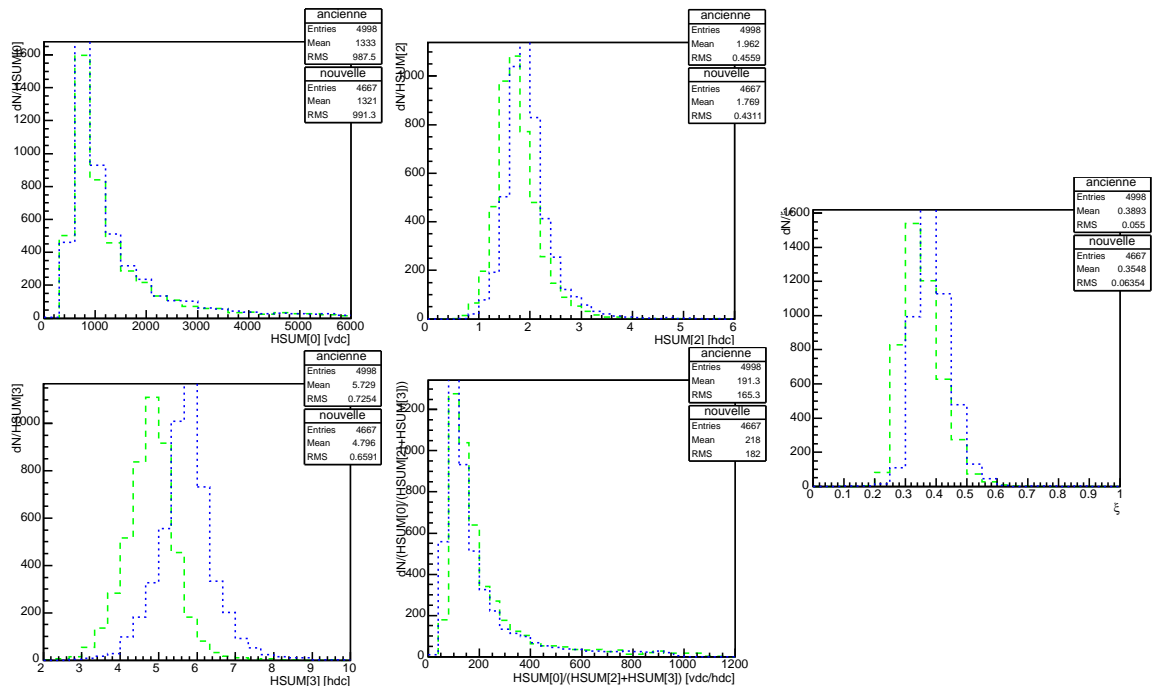 ancienne
Entries 4998
Mean 1333
RMS 987.5
nouvelle
Entries 4667
Mean 1321
RMS 991.3
dN/HSUM[0]
1600
1400
1200
1000
800
600
400
200
0
0 1000 2000 3000 4000 5000 6000
HSUM[0] [vdc]
ancienne
Entries 4998
Mean 1.962
RMS 0.4559
nouvelle
Entries 4667
Mean 1.769
RMS 0.4311
dN/HSUM[2]
1000
800
600
400
200
0
0 1 2 3 4 5 6
HSUM[2] [hdc]
ancienne
Entries 4998
Mean 0.3893
RMS 0.055
nouvelle
Entries 4667
Mean 0.3548
RMS 0.06354
dN/ξ
1600
1400
1200
1000
800
600
400
200
0
0 0.1 0.2 0.3 0.4 0.5 0.6 0.7 0.8 0.9 1
ξ
ancienne
Entries 4998
Mean 5.729
RMS 0.7254
nouvelle
Entries 4667
Mean 4.796
RMS 0.6591
dN/HSUM[3]
1000
800
600
400
200
0
2 3 4 5 6 7 8 9 10
HSUM[3] [hdc]
ancienne
Entries 4998
Mean 191.3
RMS 165.3
nouvelle
Entries 4667
Mean 218
RMS 182
dN/(HSUM[0]/(HSUM[2]+HSUM[3]))
1200
1000
800
600
400
200
0
0 200 400 600 800 1000 1200
HSUM[0]/(HSUM[2]+HSUM[3]) [vdc/hdc]